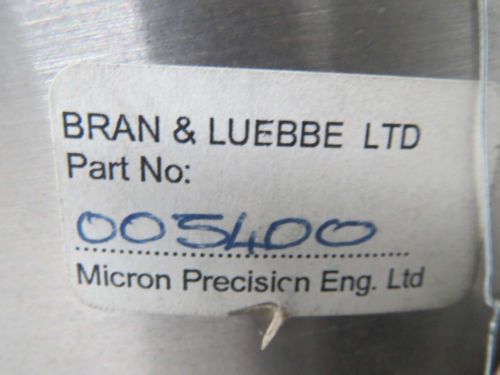 BRAN & LUEBBE LTD
Part No:
005400
Micron Precision Eng. Ltd